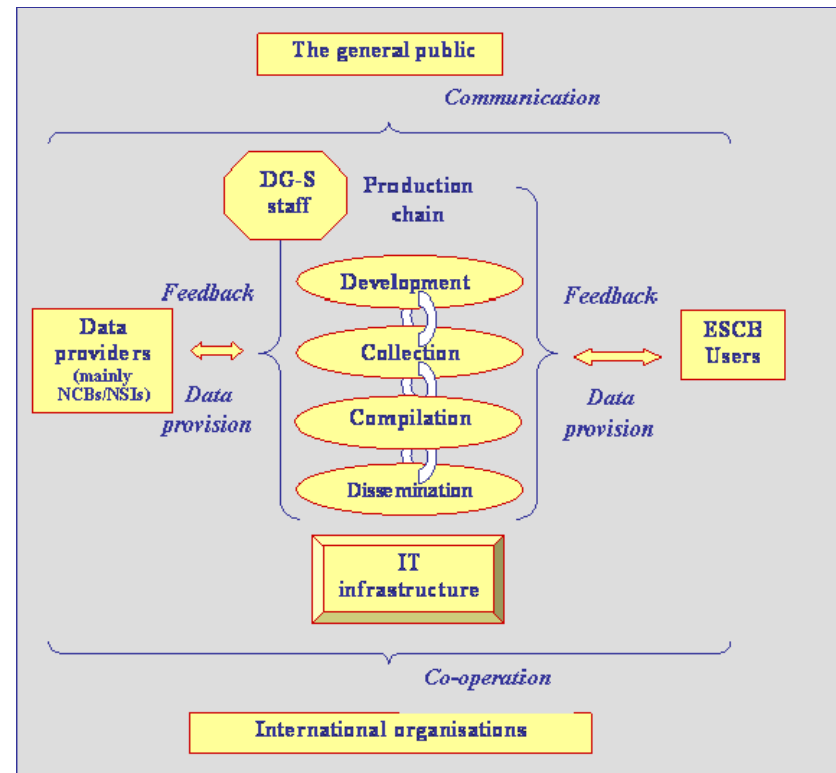 The general public
Communication
DG-S
staff
Production
chain
Development
Feedback
Feedback
Data
providers
(mainly
NCBs/NSIs)
Collection
ESCB
Users
Data
provision
Compilation
Data
provision
Dissemination
IT
infrastructure
Co-operation
International organisations